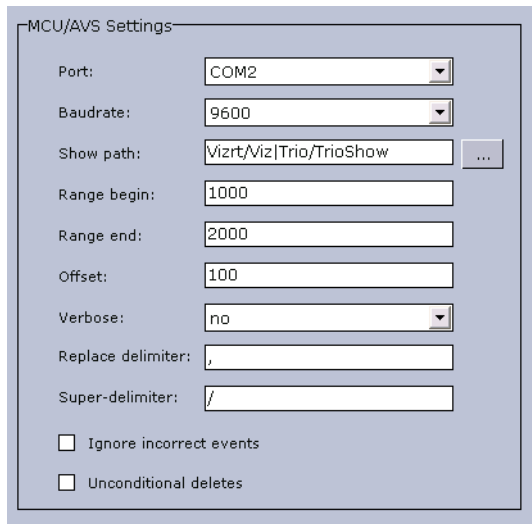 MCU/AVS Settings
Port: COM2
Baudrate: 9600
Show path: Vizrt/Viz|Trio/TrioShow ...
Range begin: 1000
Range end: 2000
Offset: 100
Verbose: no
Replace delimiter: ,
Super-delimiter: /
Ignore incorrect events
Unconditional deletes